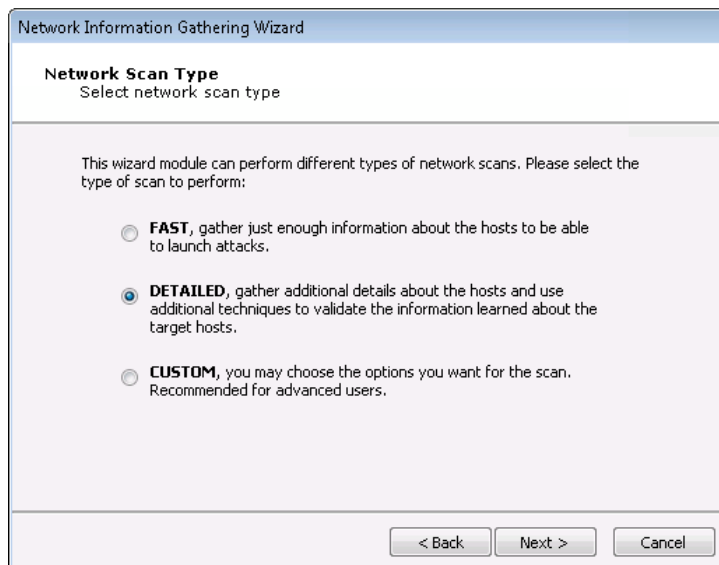 Network Information Gathering Wizard
Network Scan Type
Select network scan type
This wizard module can perform different types of network scans. Please select the
type of scan to perform:
FAST, gather just enough information about the hosts to be able
to launch attacks.
DETAILED, gather additional details about the hosts and use
additional techniques to validate the information learned about the
target hosts.
CUSTOM, you may choose the options you want for the scan.
Recommended for advanced users.
< Back
Next >
Cancel